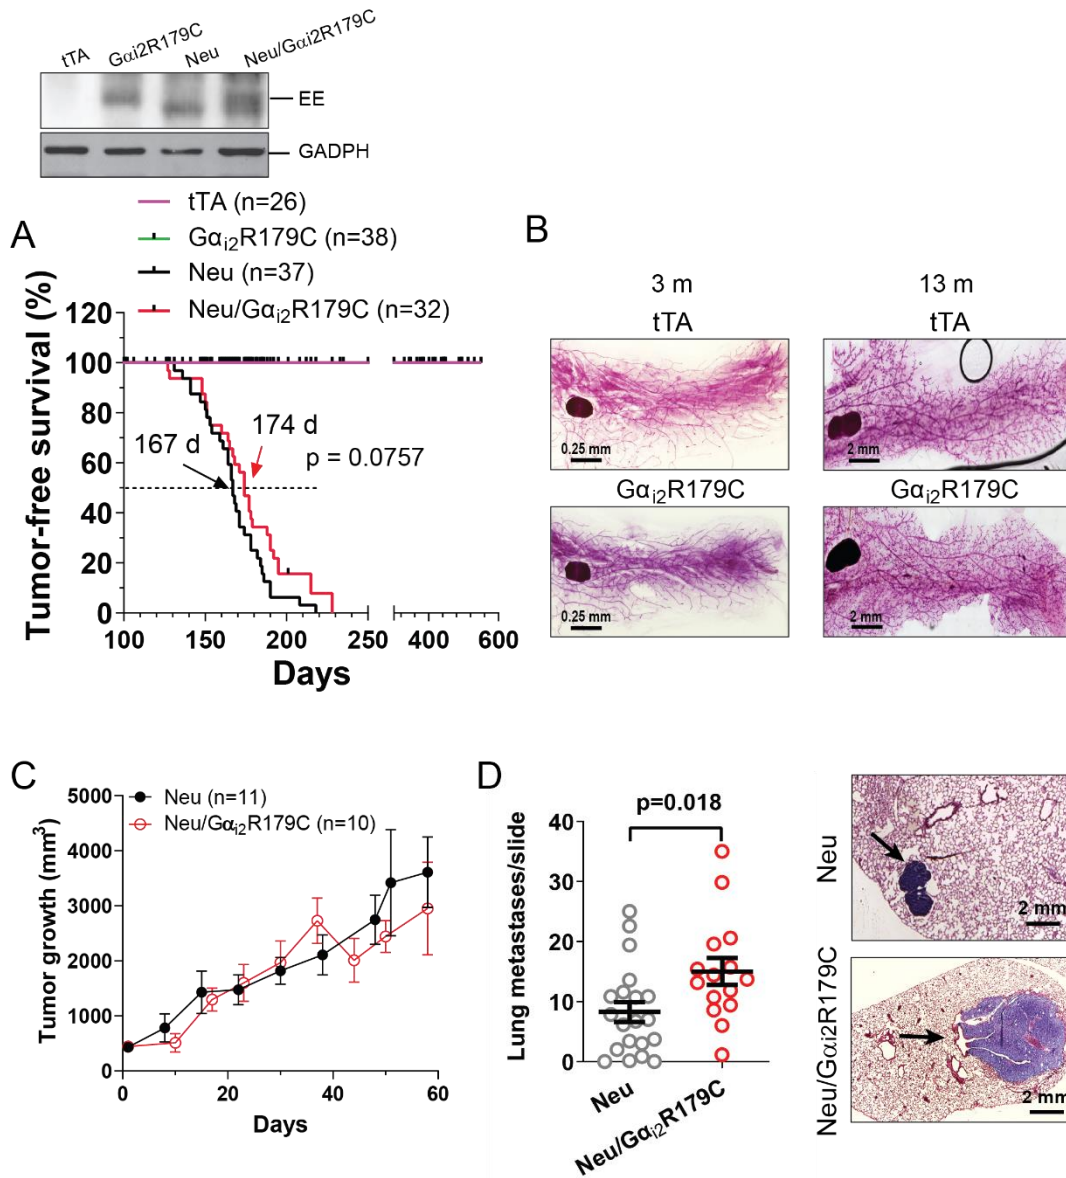 tTA
Gαi2R179C
Neu
Neu/Gαi2R179C
EE
GADPH
A
tTA (n=26)
Gαi2R179C (n=38)
Neu (n=37)
Neu/Gαi2R179C (n=32)
Tumor-free survival (%)
120
100
80
60
40
20
0
167 d
174 d
p = 0.0757
100 150 200 250 400 500 600
Days
B
3 m
13 m
tTA
tTA
0.25 mm
2 mm
Gαi2R179C
Gαi2R179C
0.25 mm
2 mm
C
Neu (n=11)
Neu/Gαi2R179C (n=10)
Tumor growth (mm³)
5000
4000
3000
2000
1000
0
0 20 40 60
Days
D
p=0.018
Lung metastases/slide
40
30
20
10
0
Neu
Neu/Gαi2R179C
Neu
2 mm
Neu/Gαi2R179C
2 mm